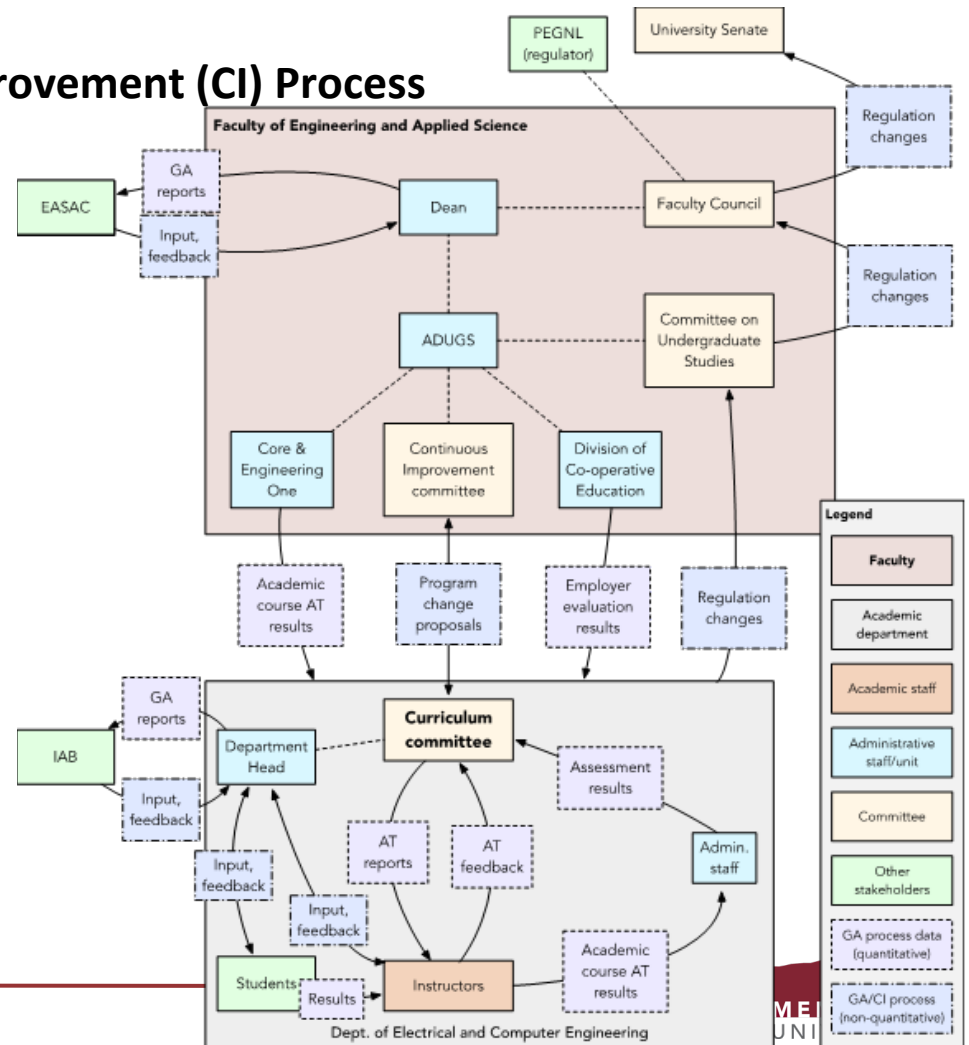 PEGNL
(regulator)
University Senate
rovement (CI) Process
Regulation
changes
Faculty of Engineering and Applied Science
GA
reports
EASAC
Dean
Faculty Council
Input,
feedback
Regulation
changes
ADUGS
Committee on
Undergraduate
Studies
Core &
Engineering
One
Continuous
Improvement
committee
Division of
Co-operative
Education
Academic
course AT
results
Program
change
proposals
Employer
evaluation
results
Regulation
changes
GA
reports
IAB
Department
Head
Curriculum
committee
Assessment
results
Input,
feedback
AT
reports
AT
feedback
Admin.
staff
Input,
feedback
Input,
feedback
Academic
course AT
results
Students
Results
Instructors
Dept. of Electrical and Computer Engineering
Legend
Faculty
Academic
department
Academic staff
Administrative
staff/unit
Committee
Other
stakeholders
GA process data
(quantitative)
GA/CI process
(non-quantitative)
UNI